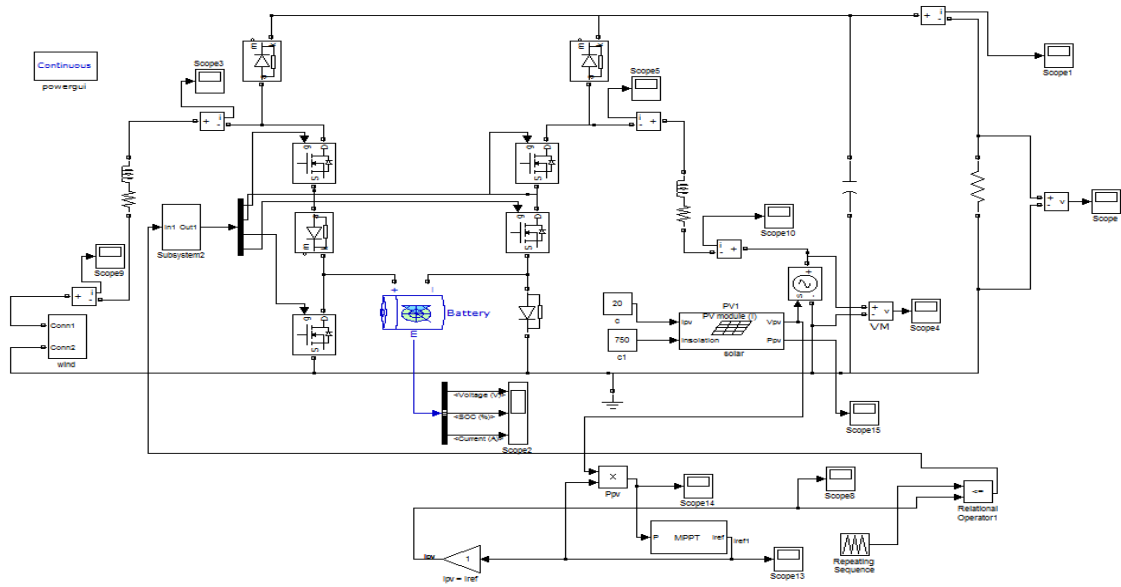 Continuous
powergui
Scope3
Scope5
Scope1
Scope
In1 Out1
Subsystem2
Scope9
Scope10
Battery
Conn1
Conn2
wind
20
c
750
c1
PV1
PV module (I)
Ipv
Insolation
Vpv
Ppv
solar
VM
Scope4
<Voltage (V)>
<SOC (%)>
<Current (A)>
Scope2
Scope15
Ppv
Scope14
Scope8
<=
Relational
Operator1
P
MPPT
Iref
Iref1
Scope13
Repeating
Sequence
Ipv
1
Ipv = Iref